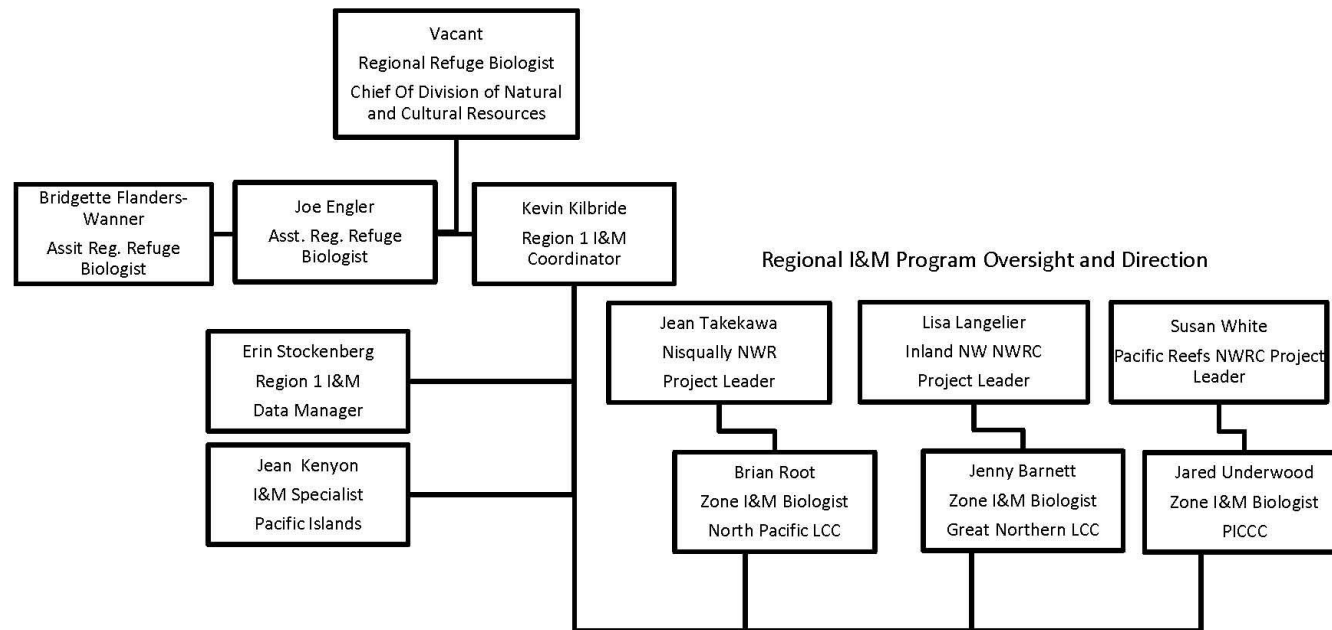 Vacant
Regional Refuge Biologist
Chief Of Division of Natural
and Cultural Resources
Bridgette Flanders-
Wanner
Assit Reg. Refuge
Biologist
Joe Engler
Asst. Reg. Refuge
Biologist
Kevin Kilbride
Region 1 I&M
Coordinator
Regional I&M Program Oversight and Direction
Erin Stockenberg
Region 1 I&M
Data Manager
Jean Takekawa
Nisqually NWR
Project Leader
Lisa Langelier
Inland NW NWRC
Project Leader
Susan White
Pacific Reefs NWRC Project
Leader
Jean Kenyon
I&M Specialist
Pacific Islands
Brian Root
Zone I&M Biologist
North Pacific LCC
Jenny Barnett
Zone I&M Biologist
Great Northern LCC
Jared Underwood
Zone I&M Biologist
PICCC